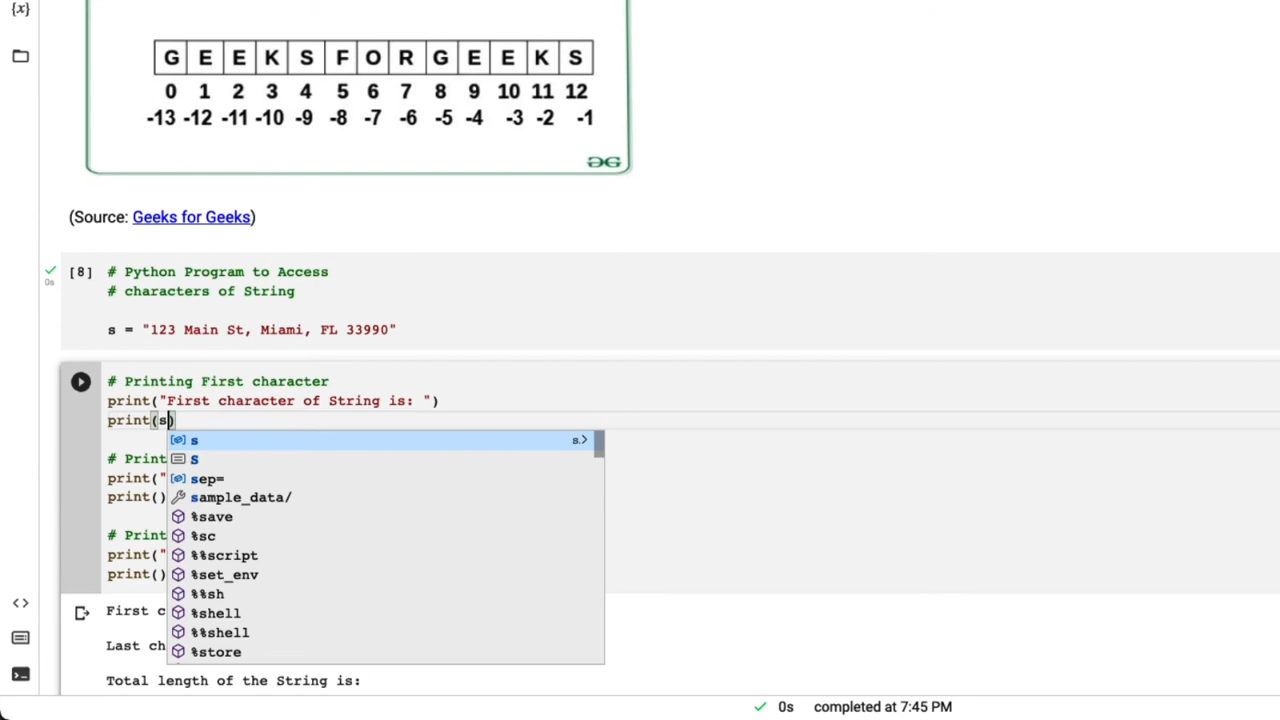 {x}
G E E K S F O R G E E K S
0 1 2 3 4 5 6 7 8 9 10 11 12
-13 -12 -11 -10 -9 -8 -7 -6 -5 -4 -3 -2 -1
(Source: Geeks for Geeks)
[8] # Python Program to Access
0s
# characters of String
s = "123 Main St, Miami, FL 33990"
# Printing First character
print("First character of String is: ")
print(s)
s s.>
# Print S
print(" sep=
print() sample_data/
%save
# Print %sc
print(" %%script
print() %set_env
%%sh
First c %shell
%%shell
Last ch %store
Total length of the String is:
0s completed at 7:45 PM